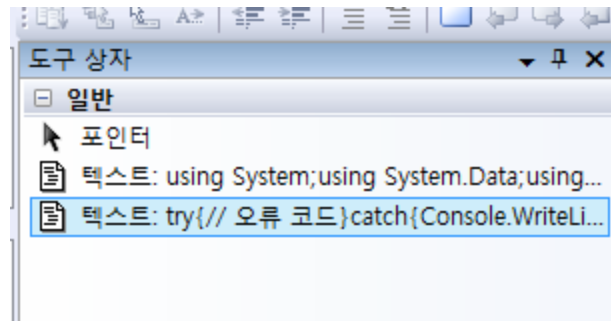 도구 상자
일반
포인터
텍스트: using System;using System.Data;using...
텍스트: try{// 오류 코드}catch{Console.WriteLi...